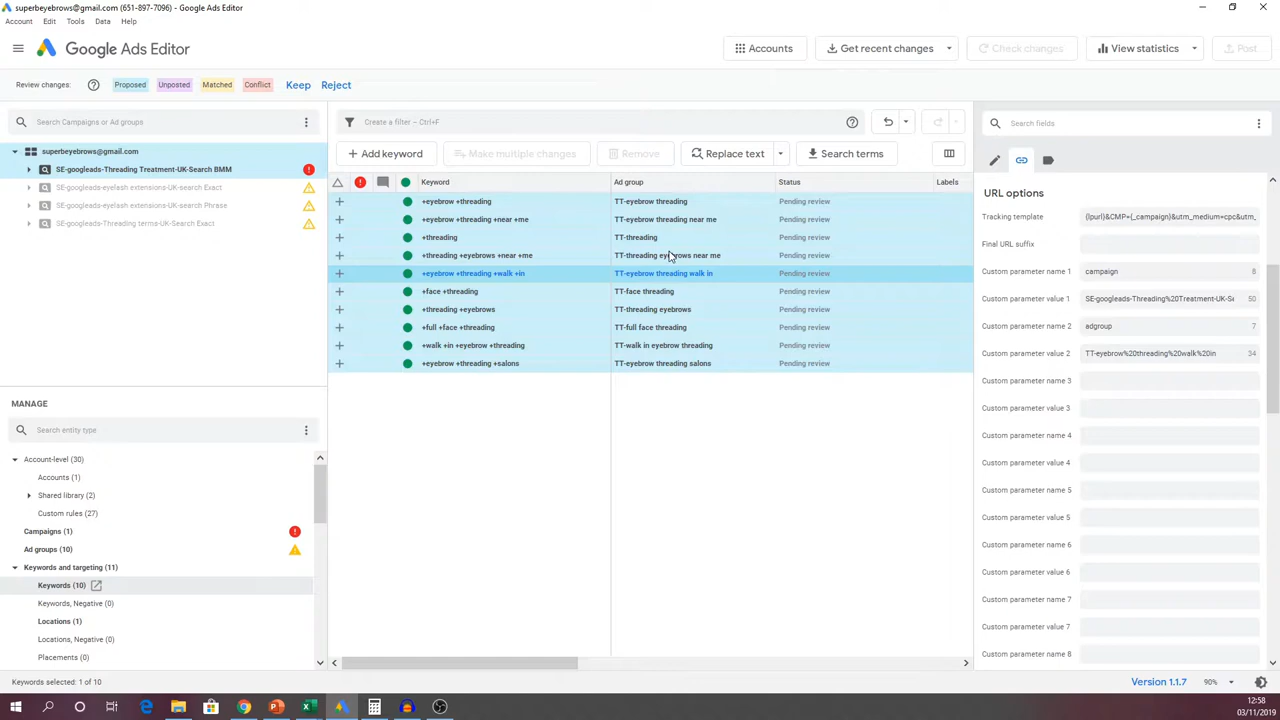 superbeyebrows@gmail.com (651-897-7096) - Google Ads Editor
Account Edit Tools Data Help
Google Ads Editor
Accounts
Get recent changes
Check changes
View statistics
Post
Review changes:
Proposed
Unposted
Matched
Conflict
Keep
Reject
Search Campaigns or Ad groups
superbeyebrows@gmail.com
SE-googleads-Threading Treatment-UK-Search BMM
SE-googleads-eyelash extensions-UK-search Exact
SE-googleads-eyelet extensions-UK-search Phrase
SE-googleads-Threading terms-UK-Search Exact
MANAGE
Search entity type
Account-level (30)
Accounts (1)
Shared library (2)
Custom rules (27)
Campaigns (1)
Ad groups (10)
Keywords and targeting (11)
Keywords (10)
Keywords, Negative (0)
Locations (1)
Locations, Negative (0)
Placements (0)
Create a filter – Ctrl+F
Add keyword
Make multiple changes
Remove
Replace text
Search terms
Keyword Ad group Status Labels
+eyebrow +threading TT-eyebrow threading Pending review
+eyebrow +threading +near +me TT-eyebrow threading near me Pending review
+threading TT-threading Pending review
+threading +eyebrows +near +me TT-threading eyebrows near me Pending review
+eyebrow +threading +walk +in TT-eyebrow threading walk in Pending review
+face +threading TT-face threading Pending review
+threading +eyebrows TT-threading eyebrows Pending review
+full +face +threading TT-full face threading Pending review
+walk +in +eyebrow +threading TT-walk in eyebrow threading Pending review
+eyebrow +threading +salons TT-eyebrow threading salons Pending review
Search fields
URL options
Tracking template {lpurl}&CMP={_campaign}&utm_medium=cpc&utm_
Final URL suffix
Custom parameter name 1 campaign 8
Custom parameter value 1 SE-googleads-Threading%20Treatment-UK-Se 50
Custom parameter name 2 adgroup 7
Custom parameter value 2 TT-eyebrow%20threading%20walk%20in 34
Custom parameter name 3
Custom parameter value 3
Custom parameter name 4
Custom parameter value 4
Custom parameter name 5
Custom parameter value 5
Custom parameter name 6
Custom parameter value 6
Custom parameter name 7
Custom parameter value 7
Custom parameter name 8
Keywords selected: 1 of 10
Version 1.1.7
90%
12:58
03/11/2019